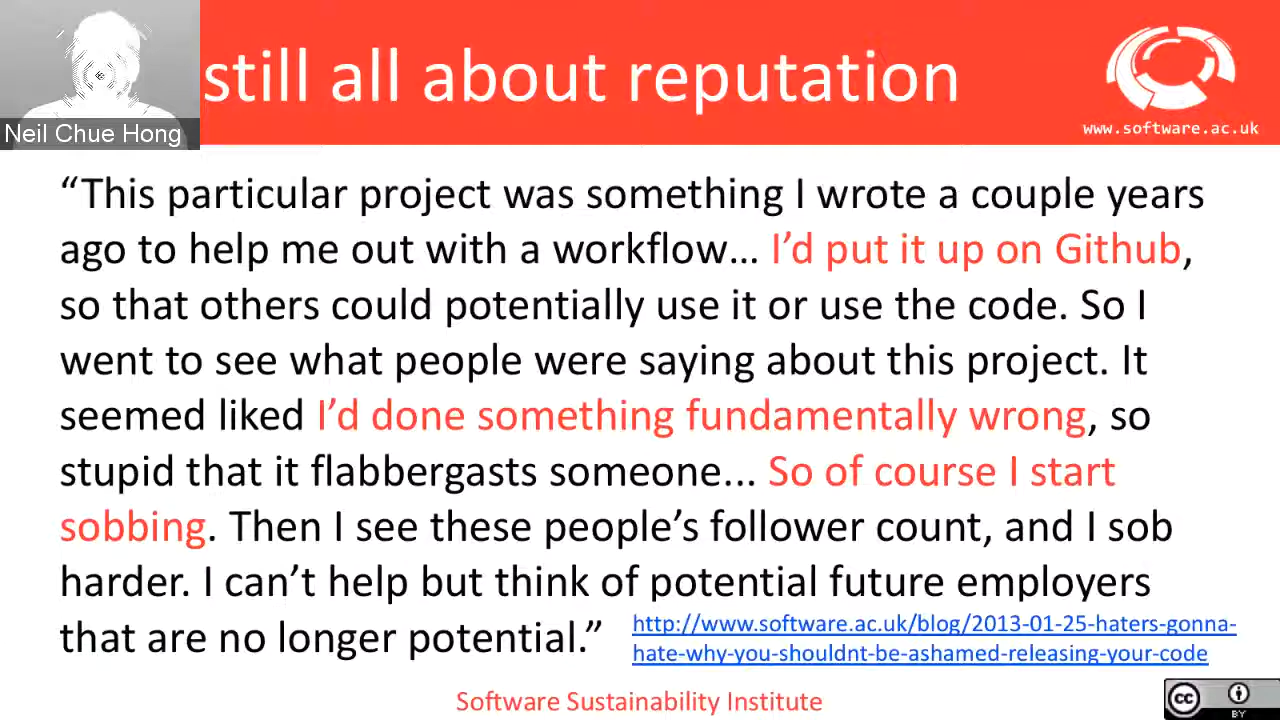 still all about reputation
www.software.ac.uk
Neil Chue Hong
“This particular project was something I wrote a couple years
ago to help me out with a workflow… I’d put it up on Github,
so that others could potentially use it or use the code. So I
went to see what people were saying about this project. It
seemed liked I’d done something fundamentally wrong, so
stupid that it flabbergasts someone... So of course I start
sobbing. Then I see these people’s follower count, and I sob
harder. I can’t help but think of potential future employers
that are no longer potential.”
http://www.software.ac.uk/blog/2013-01-25-haters-gonna-
hate-why-you-shouldnt-be-ashamed-releasing-your-code
Software Sustainability Institute
cc
BY